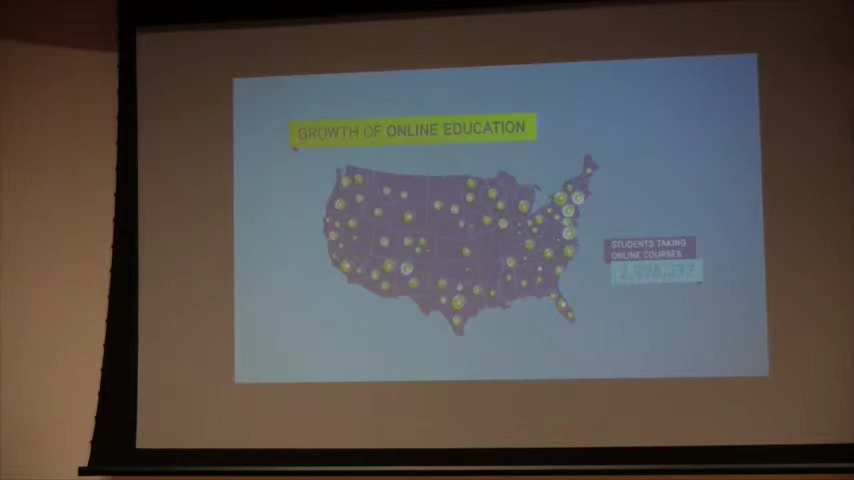 GROWTH OF ONLINE EDUCATION
STUDENTS TAKING
ONLINE COURSES